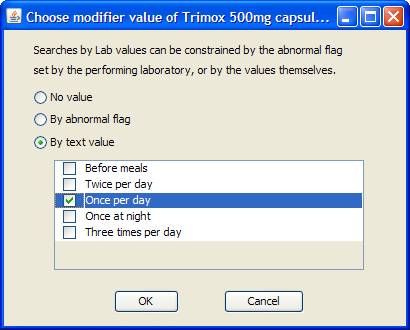 Choose modifier value of Trimox 500mg capsul...
Searches by Lab values can be constrained by the abnormal flag
set by the performing laboratory, or by the values themselves.
No value
By abnormal flag
By text value
Before meals
Twice per day
Once per day
Once at night
Three times per day
OK
Cancel